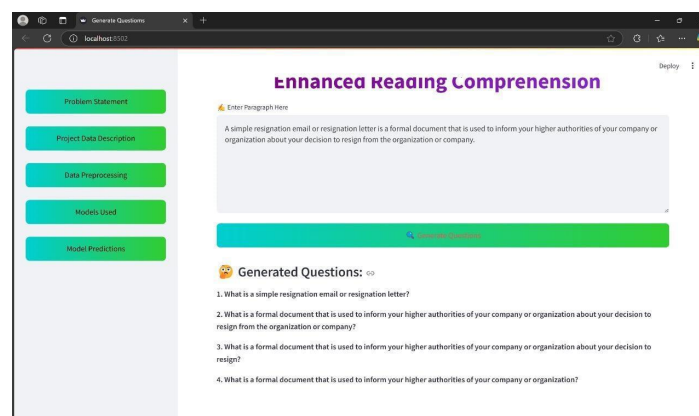 Generate Questions
localhost:8502
Deploy
Problem Statement
Project Data Description
Data Preprocessing
Models Used
Model Predictions
Enhanced Reading Comprehension
Enter Paragraph Here
A simple resignation email or resignation letter is a formal document that is used to inform your higher authorities of your company or
organization about your decision to resign from the organization or company.
Generate Questions
Generated Questions:
1. What is a simple resignation email or resignation letter?
2. What is a formal document that is used to inform your higher authorities of your company or organization about your decision to
resign from the organization or company?
3. What is a formal document that is used to inform your higher authorities of your company or organization about your decision to
resign?
4. What is a formal document that is used to inform your higher authorities of your company or organization?